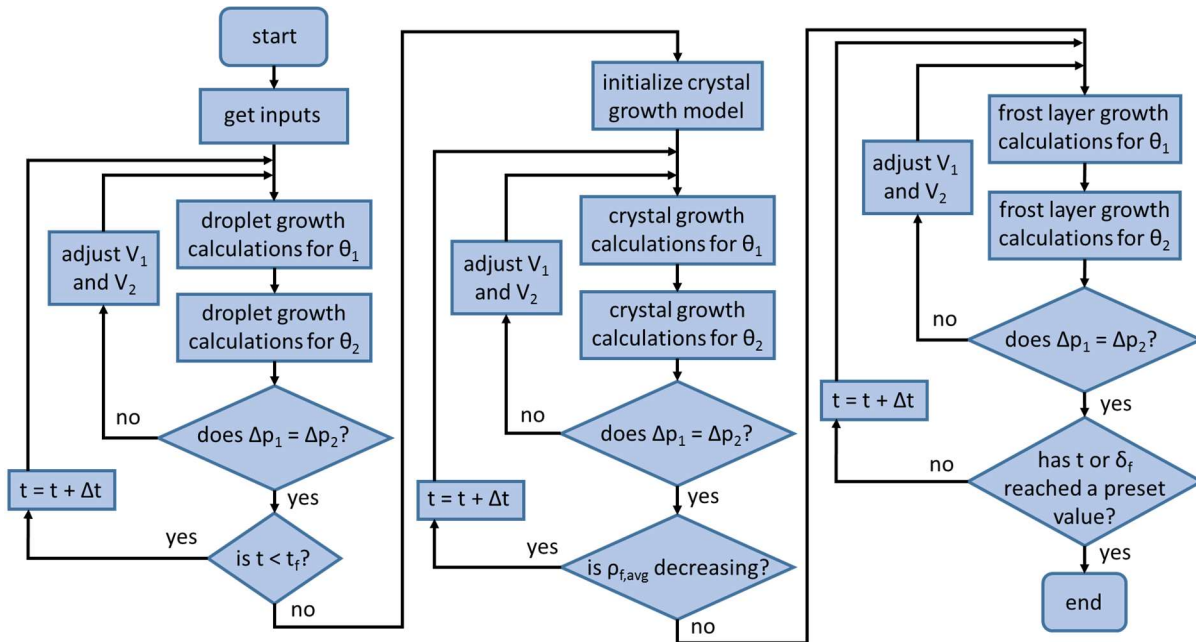 start
get inputs
droplet growth
calculations for θ₁
adjust V₁
and V₂
droplet growth
calculations for θ₂
no
does Δp₁ = Δp₂?
yes
t = t + Δt
yes
is t < t_f?
no
initialize crystal
growth model
crystal growth
calculations for θ₁
adjust V₁
and V₂
crystal growth
calculations for θ₂
no
does Δp₁ = Δp₂?
yes
t = t + Δt
yes
is ρ_f,avg decreasing?
no
frost layer growth
calculations for θ₁
adjust V₁
and V₂
frost layer growth
calculations for θ₂
no
does Δp₁ = Δp₂?
yes
t = t + Δt
no
has t or δ_f
reached a preset
value?
yes
end